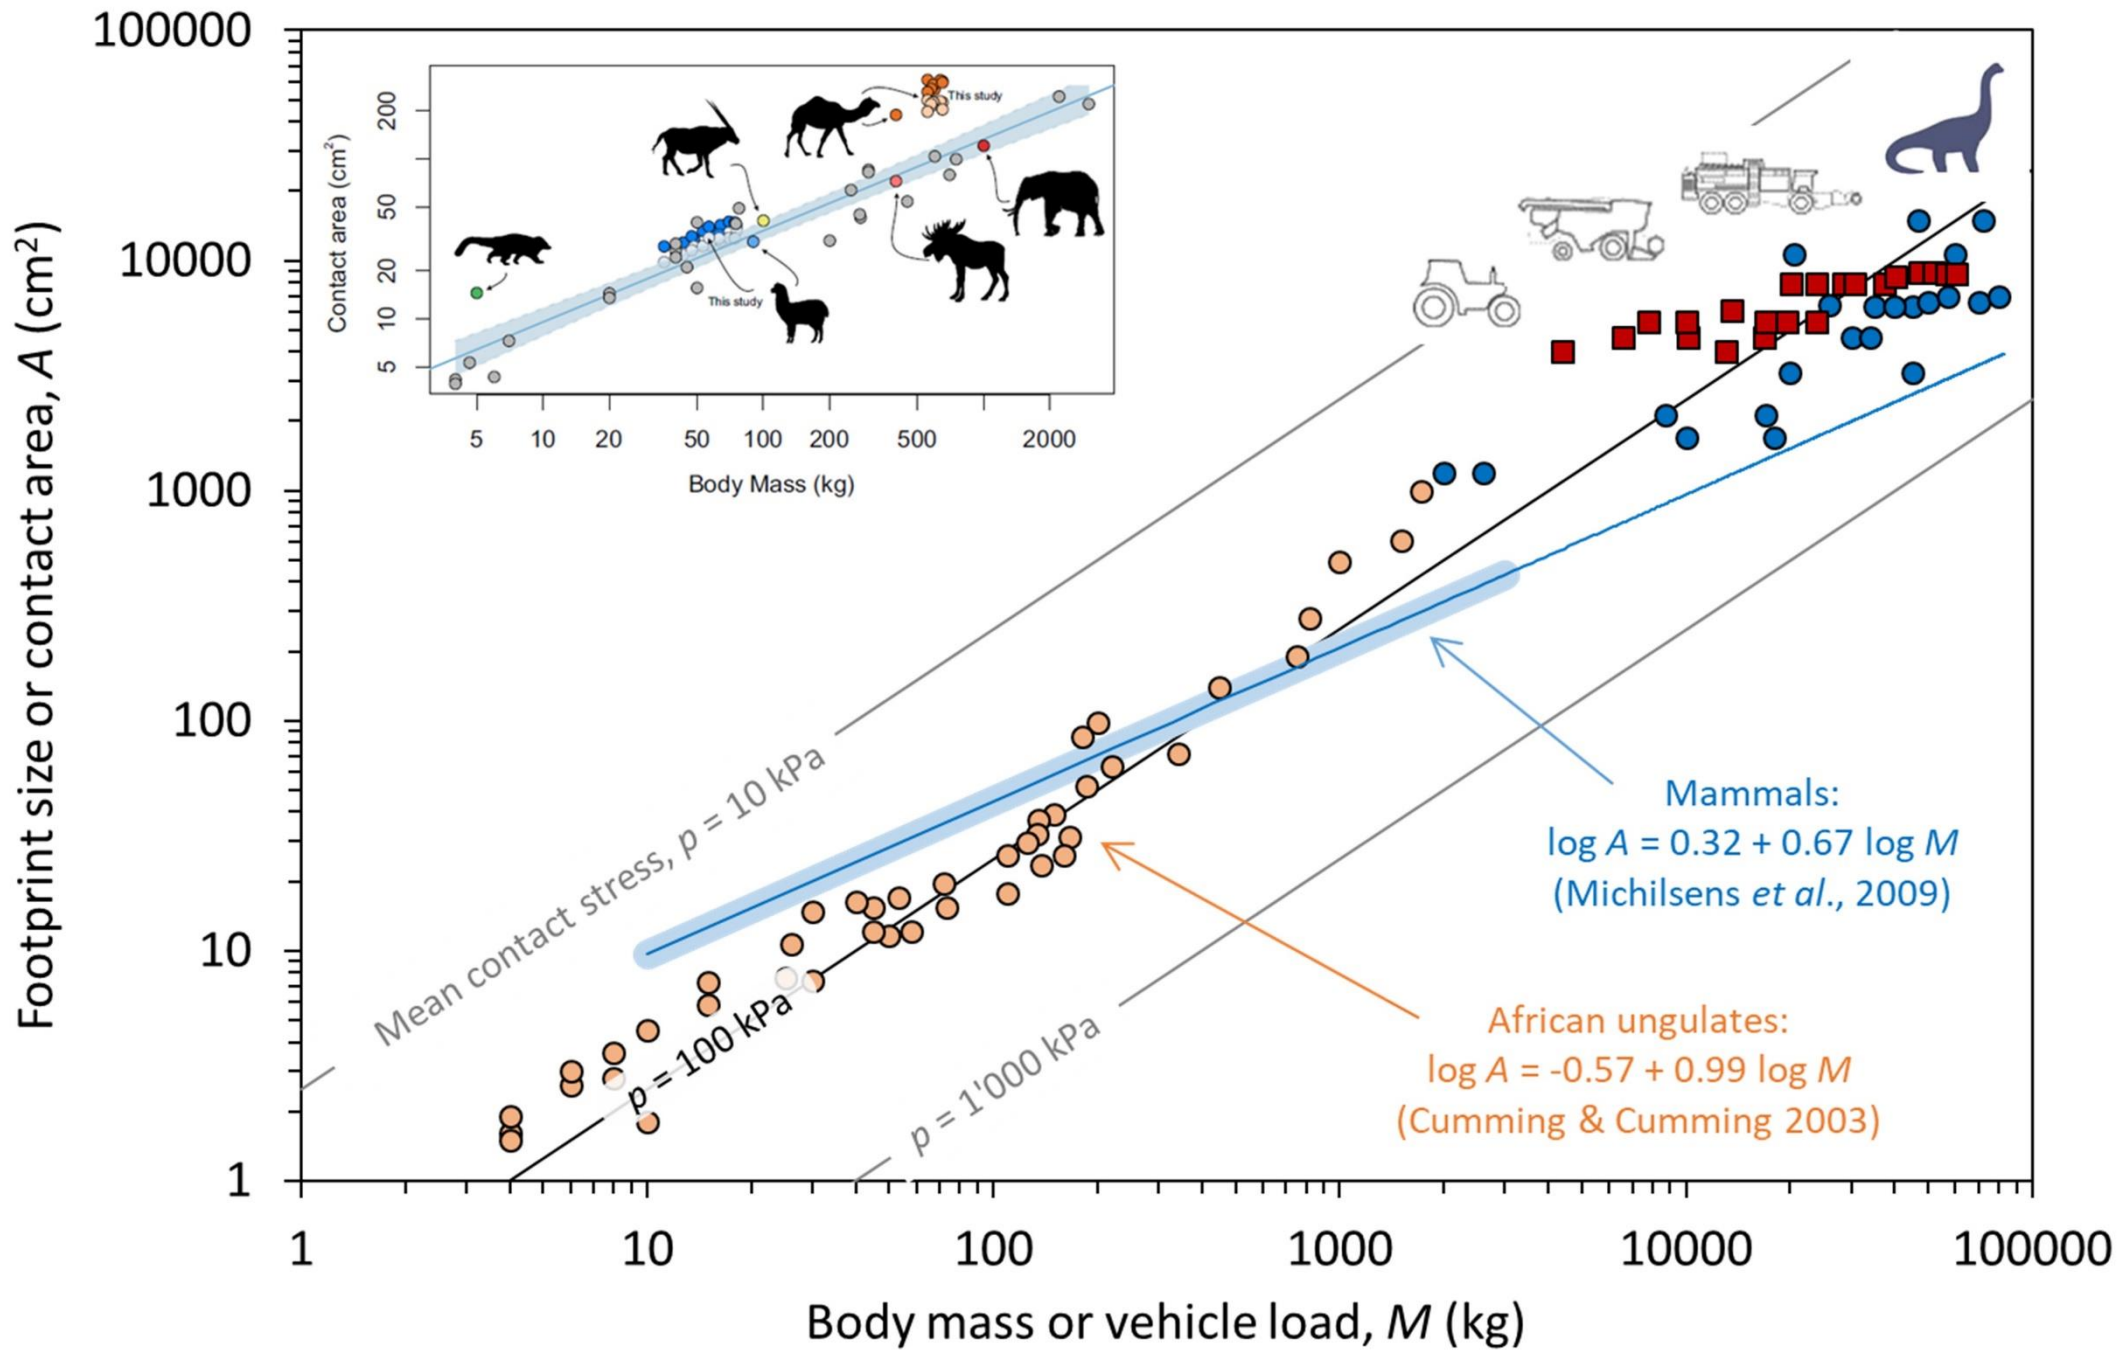 100000
10000
1000
100
10
1
Footprint size or contact area, A (cm²)
200
50
20
10
5
Contact area (cm²)
This study
This study
5 10 20 50 100 200 500 2000
Body Mass (kg)
Mean contact stress, p = 10 kPa
p = 100 kPa
p = 1'000 kPa
Mammals:
log A = 0.32 + 0.67 log M
(Michilsens et al., 2009)
African ungulates:
log A = -0.57 + 0.99 log M
(Cumming & Cumming 2003)
1 10 100 1000 10000 100000
Body mass or vehicle load, M (kg)